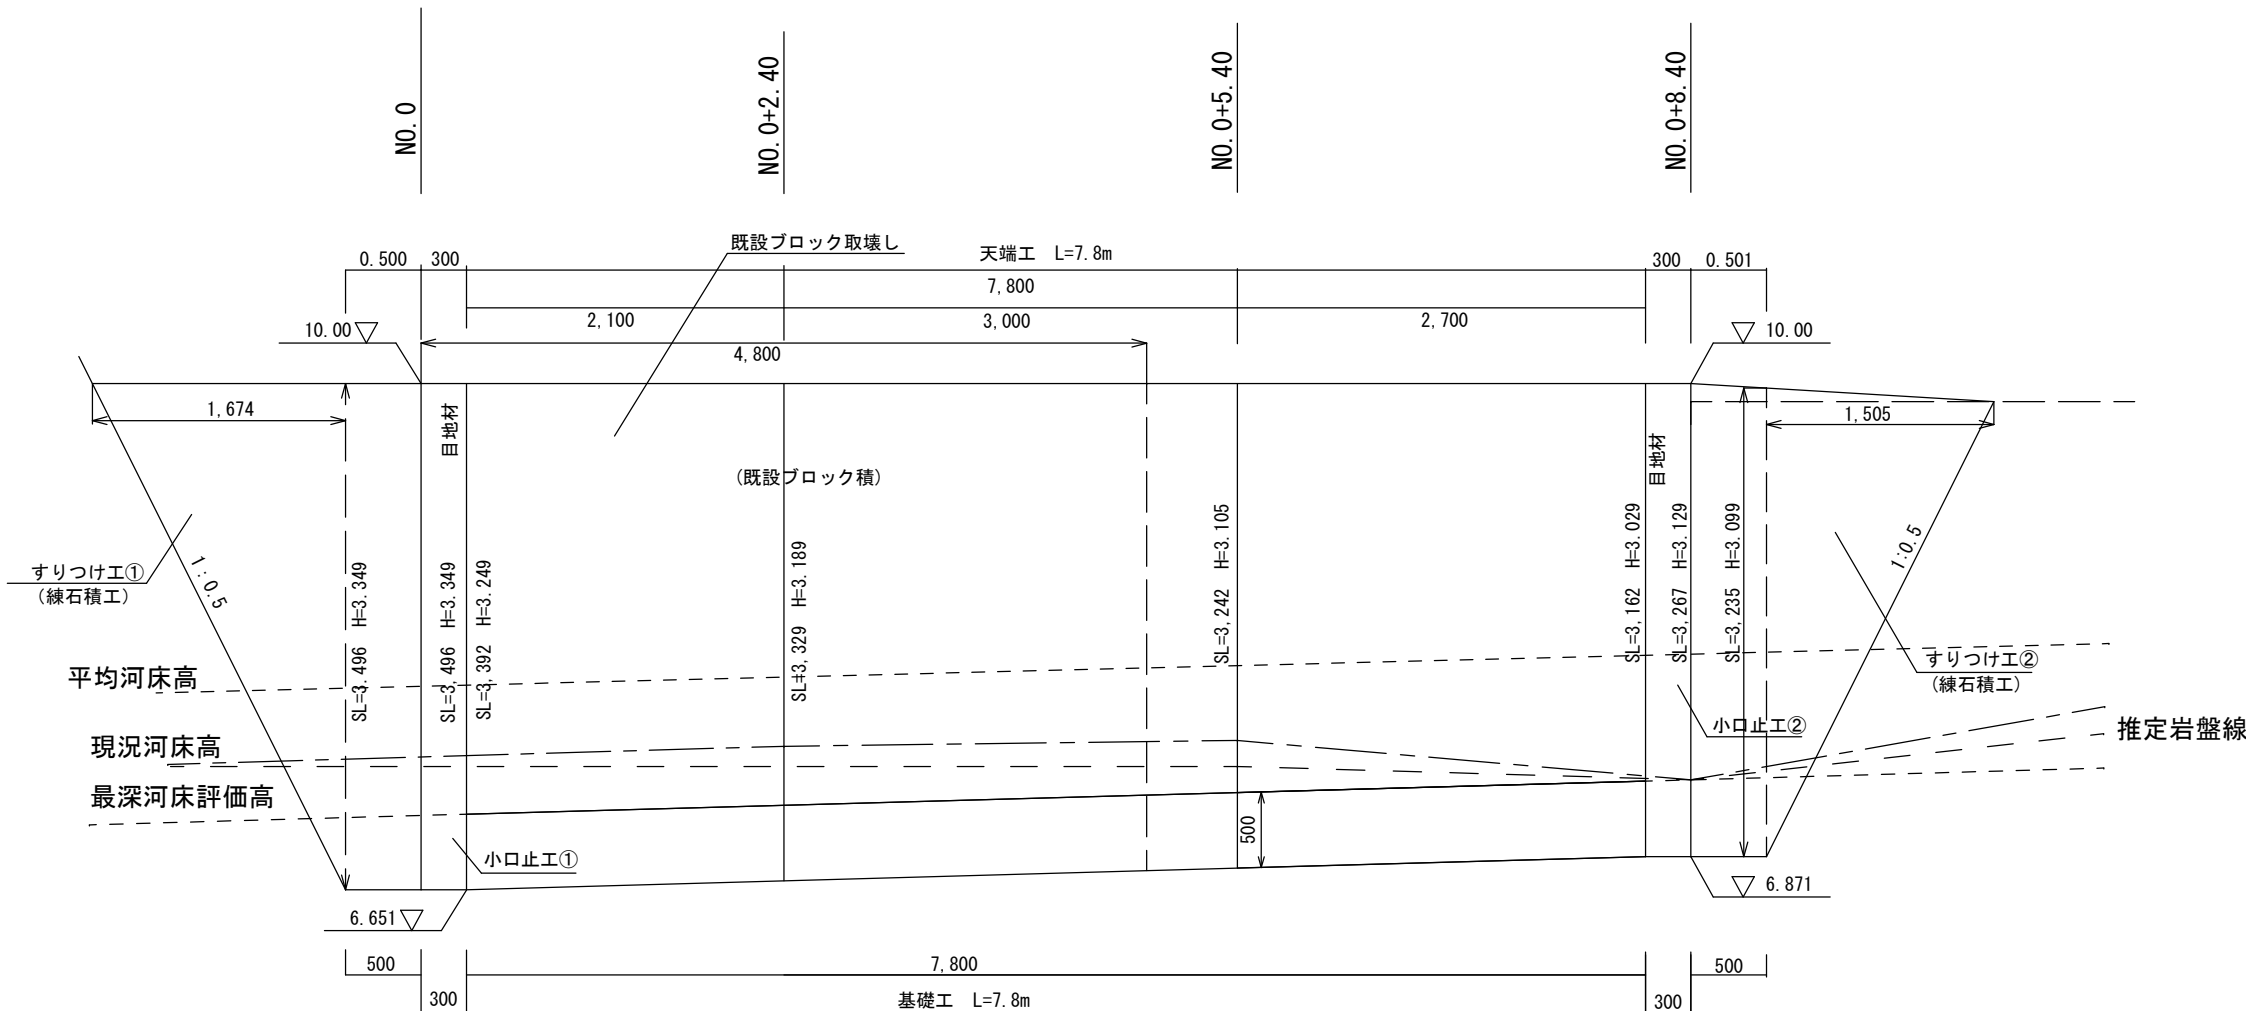 NO. 0
NO. 0+2. 40
NO. 0+5. 40
NO. 0+8. 40
既設ブロック取壊し
天端工 L=7. 8m
0. 500
300
300
0. 501
7, 800
2, 100
3, 000
2, 700
10. 00
10. 00
4, 800
1, 674
1, 505
目地材
目地材
(既設ブロック積)
すりつけ工①
(練石積工)
1:0.5
1:0.5
SL=3.496 H=3.349
SL=3,496 H=3.349
SL=3,392 H=3.249
SL=3,329 H=3.189
SL=3,242 H=3.105
SL=3,162 H=3.029
SL=3,267 H=3.129
SL=3,235 H=3.099
すりつけ工②
(練石積工)
平均河床高
現況河床高
最深河床評価高
推定岩盤線
小口止工②
小口止工①
500
6. 651
6. 871
500
7, 800
500
300
基礎工 L=7. 8m
300